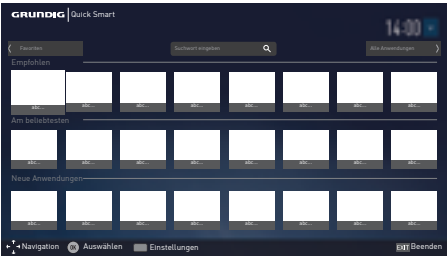 GRUNDIG Quick Smart
14:00
Favoriten Suchwort eingeben Alle Anwendungen
Empfohlen
abc... abc... abc... abc... abc... abc... abc... abc...
Am beliebtesten
abc... abc... abc... abc... abc... abc... abc... abc...
Neue Anwendungen
abc... abc... abc... abc... abc... abc... abc... abc...
Navigation OK Auswählen Einstellungen EXIT Beenden